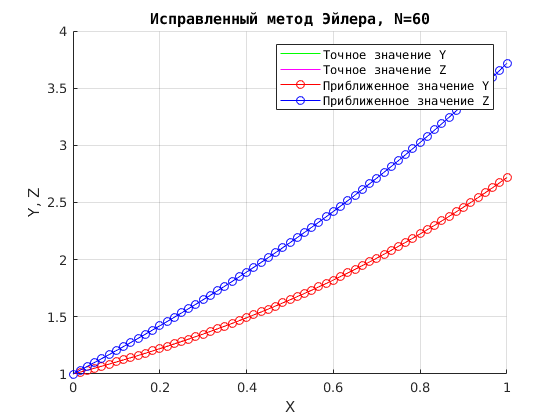 Исправленный метод Эйлера, N=60
Точное значение Y
Точное значение Z
Приближенное значение Y
Приближенное значение Z
Y, Z
4
3.5
3
2.5
2
1.5
1
0 0.2 0.4 0.6 0.8 1
X